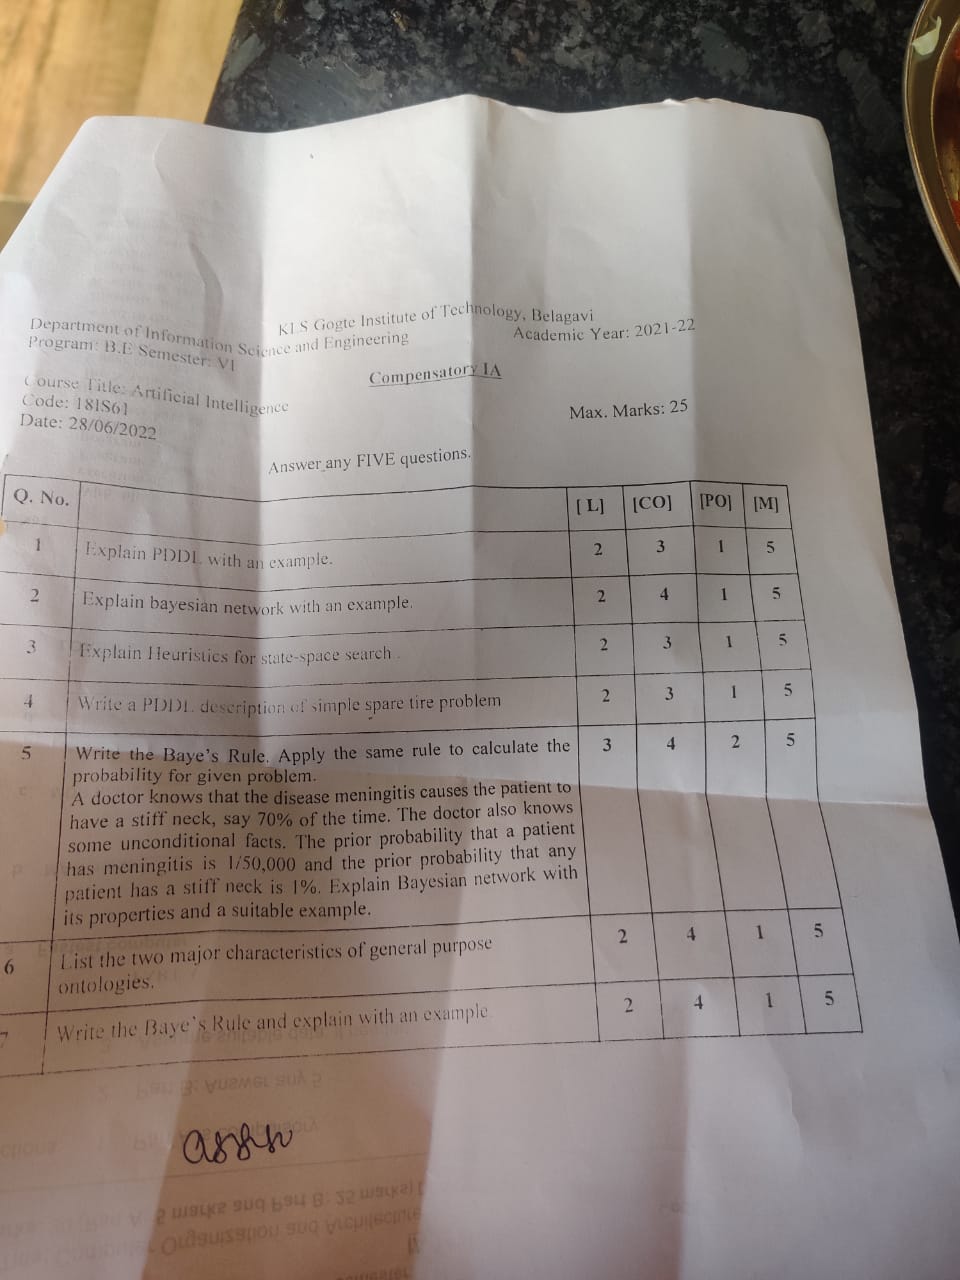 KLS Gogte Institute of Technology, Belagavi
Department of Information Science and Engineering
Academic Year: 2021-22
Program: B.E Semester: VI
Compensatory IA
Course Title: Artificial Intelligence
Code: 18IS61
Max. Marks: 25
Date: 28/06/2022
Answer any FIVE questions.
Q. No. [ L] [CO] [PO] [M]
1 Explain PDDL with an example. 2 3 1 5
2 Explain bayesian network with an example. 2 4 1 5
3 Explain Heuristics for state-space search. 2 3 1 5
4 Write a PDDL description of simple spare tire problem 2 3 1 5
5 Write the Baye's Rule. Apply the same rule to calculate the 3 4 2 5
probability for given problem.
A doctor knows that the disease meningitis causes the patient to
have a stiff neck, say 70% of the time. The doctor also knows
some unconditional facts. The prior probability that a patient
has meningitis is 1/50,000 and the prior probability that any
patient has a stiff neck is 1%. Explain Bayesian network with
its properties and a suitable example.
6 List the two major characteristics of general purpose 2 4 1 5
ontologies.
7 Write the Baye's Rule and explain with an example. 2 4 1 5